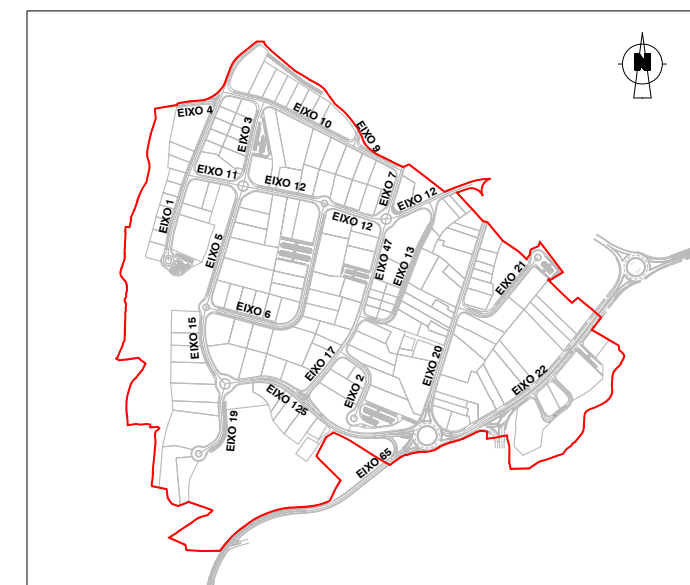 N
EIXO 4
EIXO 3
EIXO 10
EIXO 9
EIXO 11
EIXO 12
EIXO 7
EIXO 12
EIXO 1
EIXO 5
EIXO 12
EIXO 47
EIXO 13
EIXO 21
EIXO 6
EIXO 15
EIXO 17
EIXO 20
EIXO 2
EIXO 22
EIXO 125
EIXO 19
EIXO 65